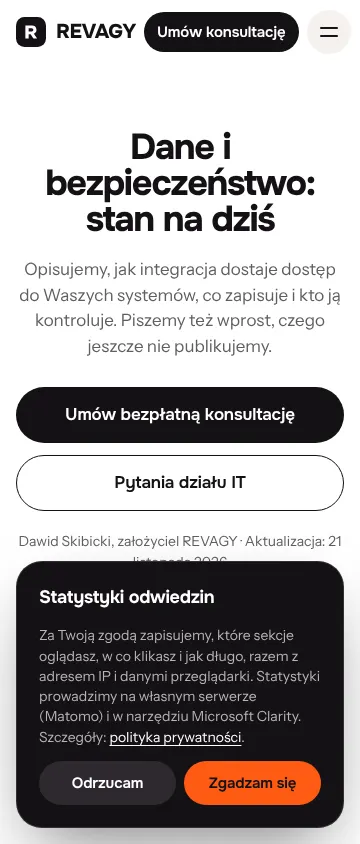 R REVAGY Umów konsultację
Dane i
bezpieczeństwo:
stan na dziś
Opisujemy, jak integracja dostaje dostęp
do Waszych systemów, co zapisuje i kto ją
kontroluje. Piszemy też wprost, czego
jeszcze nie publikujemy.
Umów bezpłatną konsultację
Pytania działu IT
Dawid Skibicki, założyciel REVAGY · Aktualizacja: 21
Statystyki odwiedzin
Za Twoją zgodą zapisujemy, które sekcje
oglądasz, w co klikasz i jak długo, razem z
adresem IP i danymi przeglądarki. Statystyki
prowadzimy na własnym serwerze
(Matomo) i w narzędziu Microsoft Clarity.
Szczegóły: polityka prywatności.
Odrzucam Zgadzam się